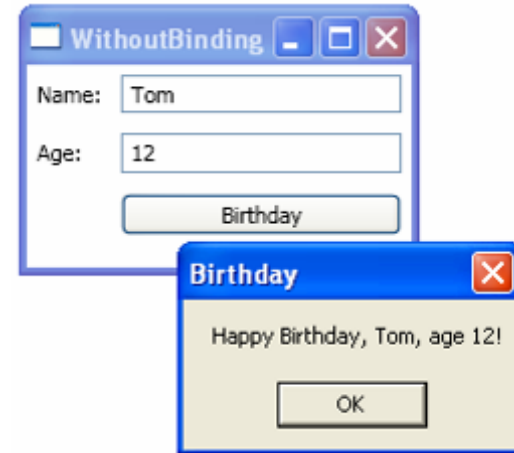 WithoutBinding
Name: Tom
Age: 12
Birthday
Birthday
Happy Birthday, Tom, age 12!
OK